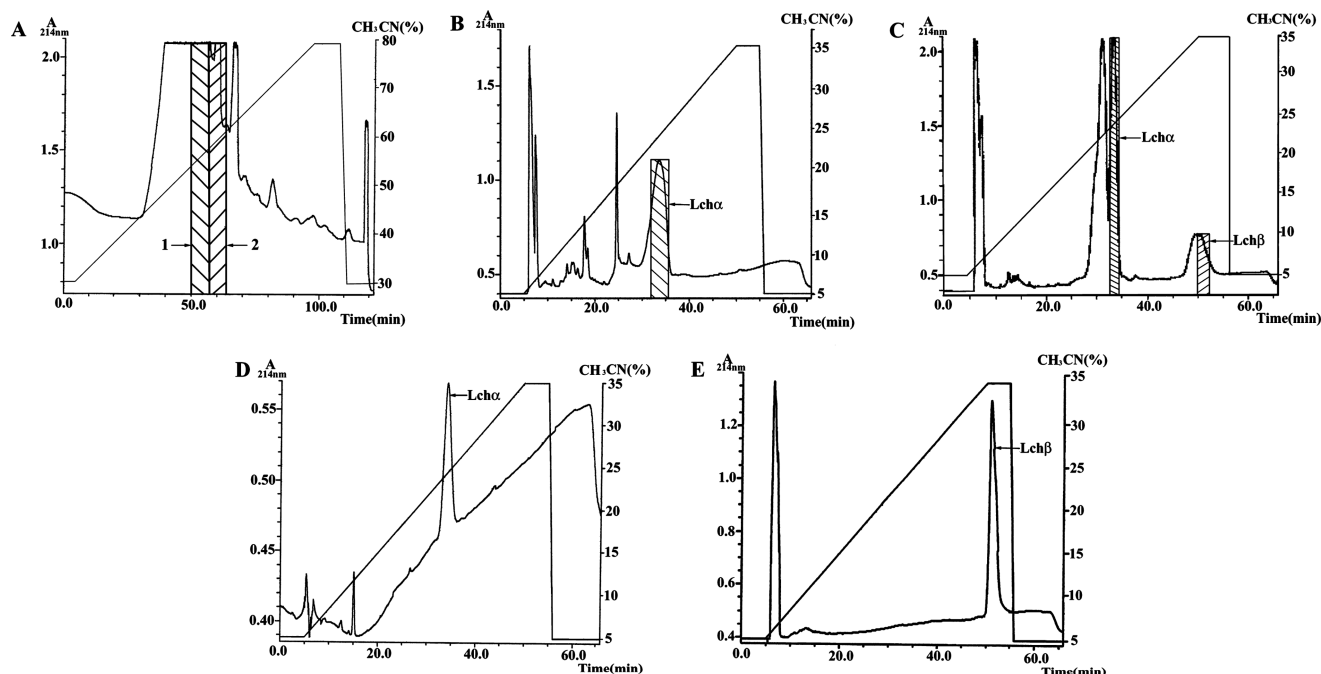 A
A 214nm
CH₃CN(%)
2.0
1.5
1.0
80
70
60
50
40
30
1
2
0.0
50.0
100.0
Time(min)
B
A 214nm
CH₃CN(%)
1.5
1.0
0.5
35
30
25
20
15
10
5
Lchα
0.0
20.0
40.0
60.0
Time(min)
C
A 214nm
CH₃CN(%)
2.0
1.5
1.0
0.5
35
30
25
20
15
10
5
Lchα
Lchβ
0.0
20.0
40.0
60.0
Time(min)
D
A 214nm
CH₃CN(%)
0.55
0.50
0.45
0.40
35
30
25
20
15
10
5
Lchα
0.0
20.0
40.0
60.0
Time(min)
E
A 214nm
CH₃CN(%)
1.2
1.0
0.8
0.6
0.4
35
30
25
20
15
10
5
Lchβ
0.0
20.0
40.0
60.0
Time(min)